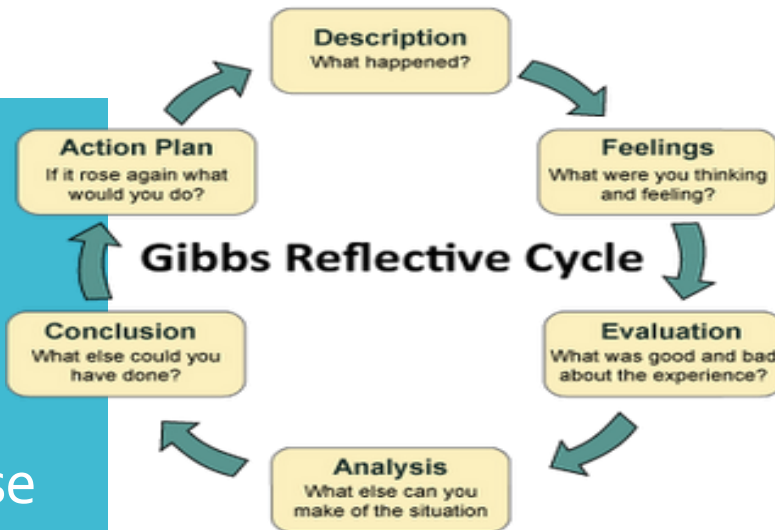 Description
What happened?
Feelings
What were you thinking
and feeling?
Evaluation
What was good and bad
about the experience?
Analysis
What else can you
make of the situation
Conclusion
What else could you
have done?
Action Plan
If it rose again what
would you do?
Gibbs Reflective Cycle
se